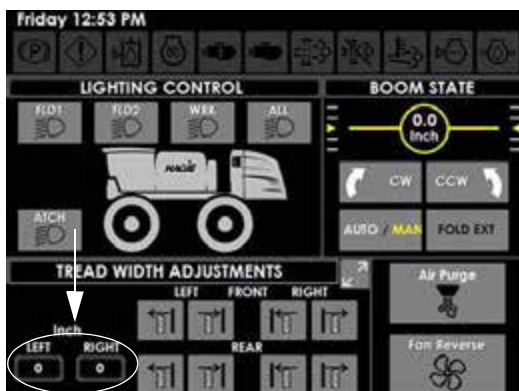 Friday 12:53 PM
LIGHTING CONTROL
BOOM STATE
FLD1 FLD2 WRK ALL
0.0
Inch
HAGIE
CW CCW
ATCH
AUTO / MAN FOLD EXT
TREAD WIDTH ADJUSTMENTS
Air Purge
LEFT FRONT RIGHT
Inch
LEFT RIGHT
REAR
Fan Reverse
0 0